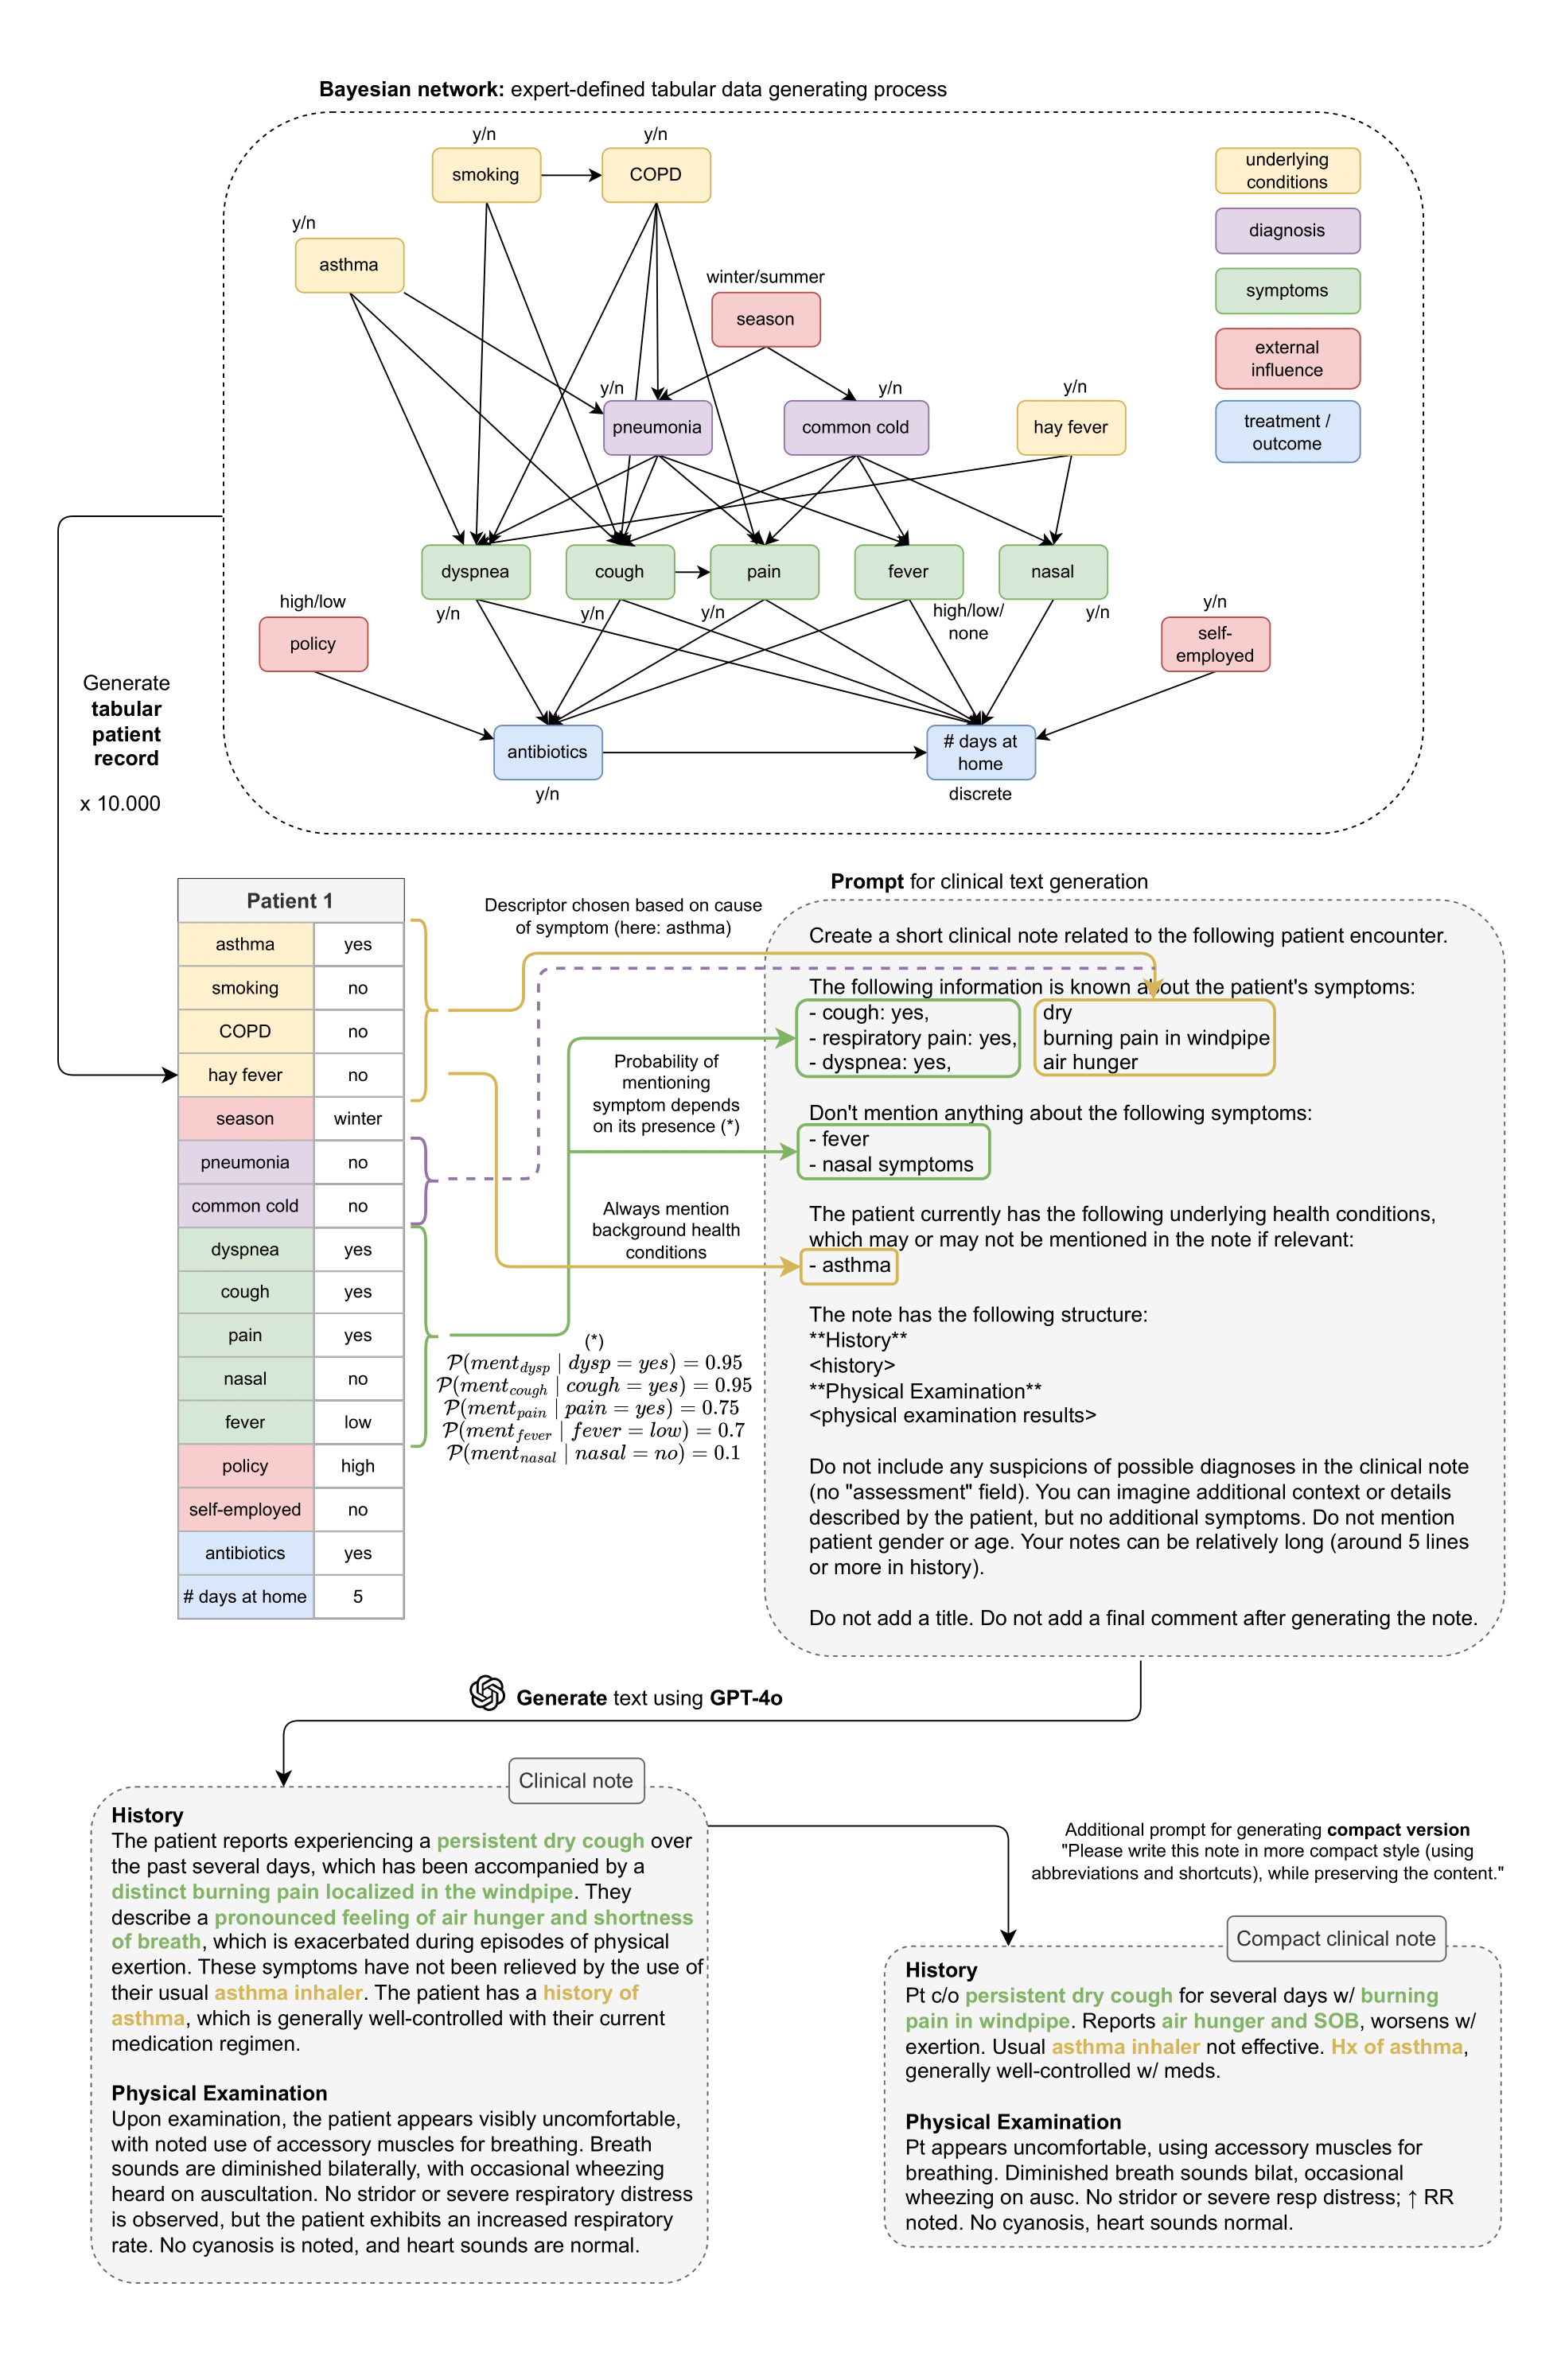 Bayesian network: expert-defined tabular data generating process
y/n
y/n
smoking
COPD
underlying
conditions
y/n
asthma
diagnosis
winter/summer
season
symptoms
external
influence
y/n
y/n
y/n
pneumonia
common cold
hay fever
treatment /
outcome
dyspnea
cough
pain
fever
nasal
y/n
y/n
y/n
high/low/
none
y/n
high/low
policy
y/n
self-
employed
antibiotics
y/n
# days at
home
discrete
Generate
tabular
patient
record
x 10.000
Patient 1
asthma yes
smoking no
COPD no
hay fever no
season winter
pneumonia no
common cold no
dyspnea yes
cough yes
pain yes
nasal no
fever low
policy high
self-employed no
antibiotics yes
# days at home 5
Descriptor chosen based on cause
of symptom (here: asthma)
Probability of
mentioning
symptom depends
on its presence (*)
Always mention
background health
conditions
(*)
𝒫(ment_dysp | dysp = yes) = 0.95
𝒫(ment_cough | cough = yes) = 0.95
𝒫(ment_pain | pain = yes) = 0.75
𝒫(ment_fever | fever = low) = 0.7
𝒫(ment_nasal | nasal = no) = 0.1
Prompt for clinical text generation
Create a short clinical note related to the following patient encounter.
The following information is known about the patient's symptoms:
- cough: yes, dry
- respiratory pain: yes, burning pain in windpipe
- dyspnea: yes, air hunger
Don't mention anything about the following symptoms:
- fever
- nasal symptoms
The patient currently has the following underlying health conditions,
which may or may not be mentioned in the note if relevant:
- asthma
The note has the following structure:
**History**
<history>
**Physical Examination**
<physical examination results>
Do not include any suspicions of possible diagnoses in the clinical note
(no "assessment" field). You can imagine additional context or details
described by the patient, but no additional symptoms. Do not mention
patient gender or age. Your notes can be relatively long (around 5 lines
or more in history).
Do not add a title. Do not add a final comment after generating the note.
Generate text using GPT-4o
Clinical note
History
The patient reports experiencing a persistent dry cough over
the past several days, which has been accompanied by a
distinct burning pain localized in the windpipe. They
describe a pronounced feeling of air hunger and shortness
of breath, which is exacerbated during episodes of physical
exertion. These symptoms have not been relieved by the use of
their usual asthma inhaler. The patient has a history of
asthma, which is generally well-controlled with their current
medication regimen.
Physical Examination
Upon examination, the patient appears visibly uncomfortable,
with noted use of accessory muscles for breathing. Breath
sounds are diminished bilaterally, with occasional wheezing
heard on auscultation. No stridor or severe respiratory distress
is observed, but the patient exhibits an increased respiratory
rate. No cyanosis is noted, and heart sounds are normal.
Additional prompt for generating compact version
"Please write this note in more compact style (using
abbreviations and shortcuts), while preserving the content."
Compact clinical note
History
Pt c/o persistent dry cough for several days w/ burning
pain in windpipe. Reports air hunger and SOB, worsens w/
exertion. Usual asthma inhaler not effective. Hx of asthma,
generally well-controlled w/ meds.
Physical Examination
Pt appears uncomfortable, using accessory muscles for
breathing. Diminished breath sounds bilat, occasional
wheezing on ausc. No stridor or severe resp distress; ↑ RR
noted. No cyanosis, heart sounds normal.